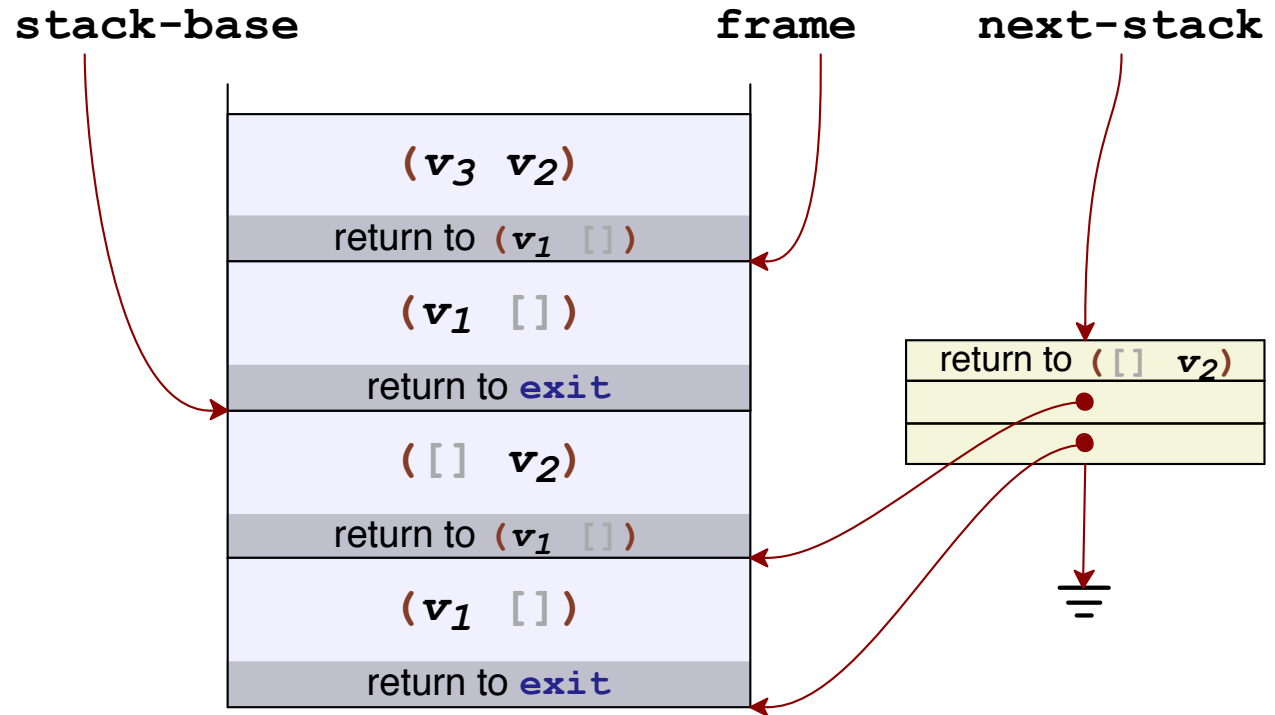 stack-base frame next-stack
(v3 v2)
return to (v1 [])
(v1 [])
return to exit
([] v2)
return to (v1 [])
(v1 [])
return to exit
return to ([] v2)